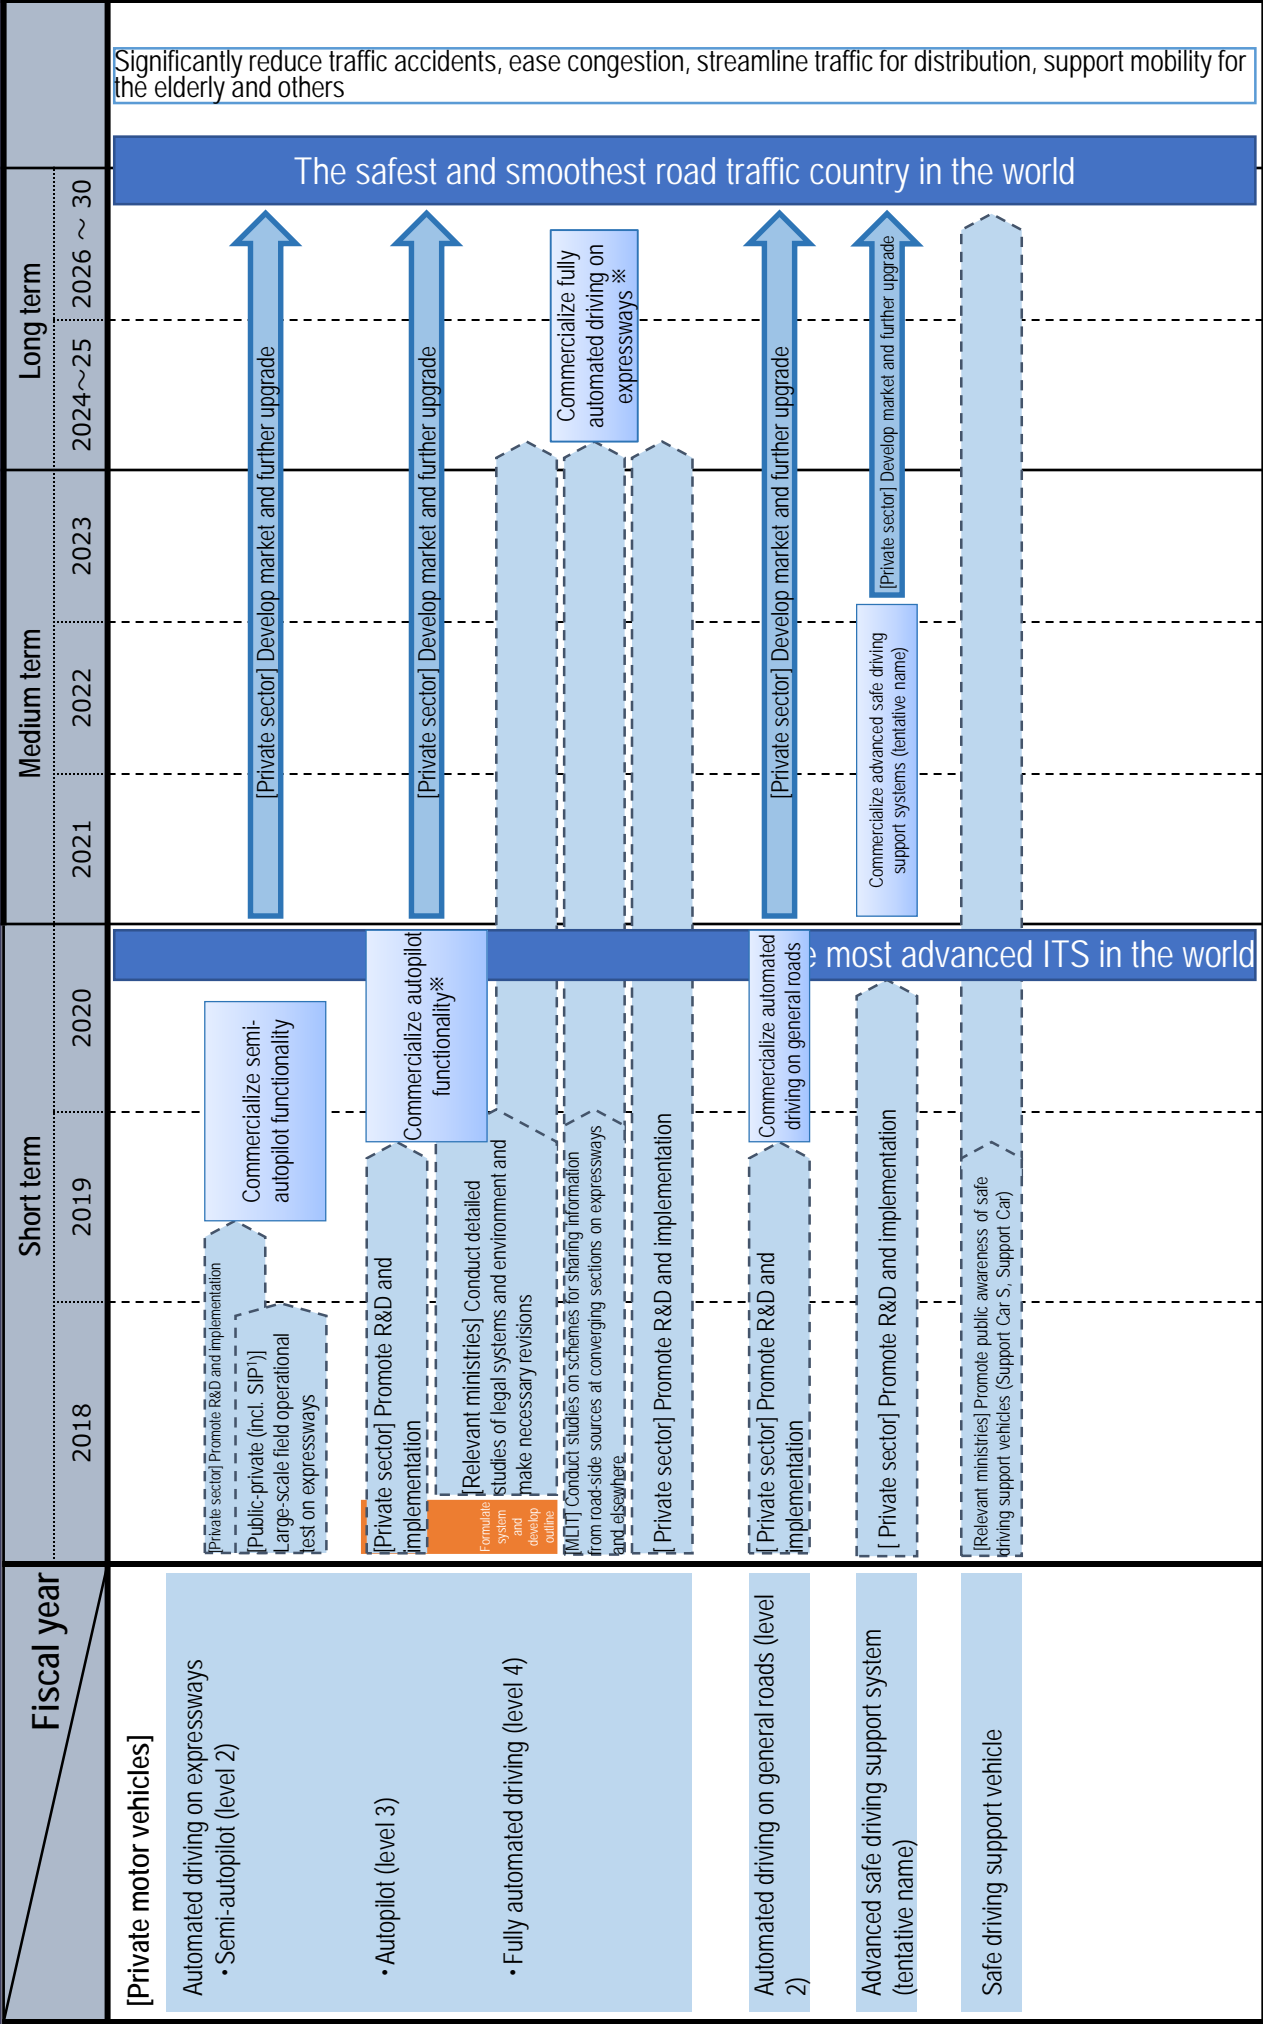 Significantly reduce traffic accidents, ease congestion, streamline traffic for distribution, support mobility for
the elderly and others
The safest and smoothest road traffic country in the world
Fiscal year
Short term
Medium term
Long term
2018
2019
2020
2021
2022
2023
2024~25
2026 ~ 30
[Private motor vehicles]
Automated driving on expressways
・Semi-autopilot (level 2)
[Private sector] Promote R&D and implementation
[Public-private (incl. SIP¹)]
Large-scale field operational
test on expressways
Commercialize semi-
autopilot functionality
[Private sector] Develop market and further upgrade
・Autopilot (level 3)
[Private sector] Promote R&D and
implementation
Commercialize autopilot
functionality※
[Private sector] Develop market and further upgrade
・Fully automated driving (level 4)
Formulate
system
and
develop
outline
[Relevant ministries] Conduct detailed
studies of legal systems and environment and
make necessary revisions
[MLIT] Conduct studies on schemes for sharing information
from road-side sources at converging sections on expressways
and elsewhere
[ Private sector] Promote R&D and implementation
Commercialize fully
automated driving on
expressways ※
Automated driving on general roads (level
2)
[ Private sector] Promote R&D and
implementation
Commercialize automated
driving on general roads
[Private sector] Develop market and further upgrade
e most advanced ITS in the world
Advanced safe driving support system
(tentative name)
[ Private sector] Promote R&D and implementation
Commercialize advanced safe driving
support systems (tentative name)
[Private sector] Develop market and further upgrade
Safe driving support vehicle
[Relevant ministries] Promote public awareness of safe
driving support vehicles (Support Car S, Support Car)